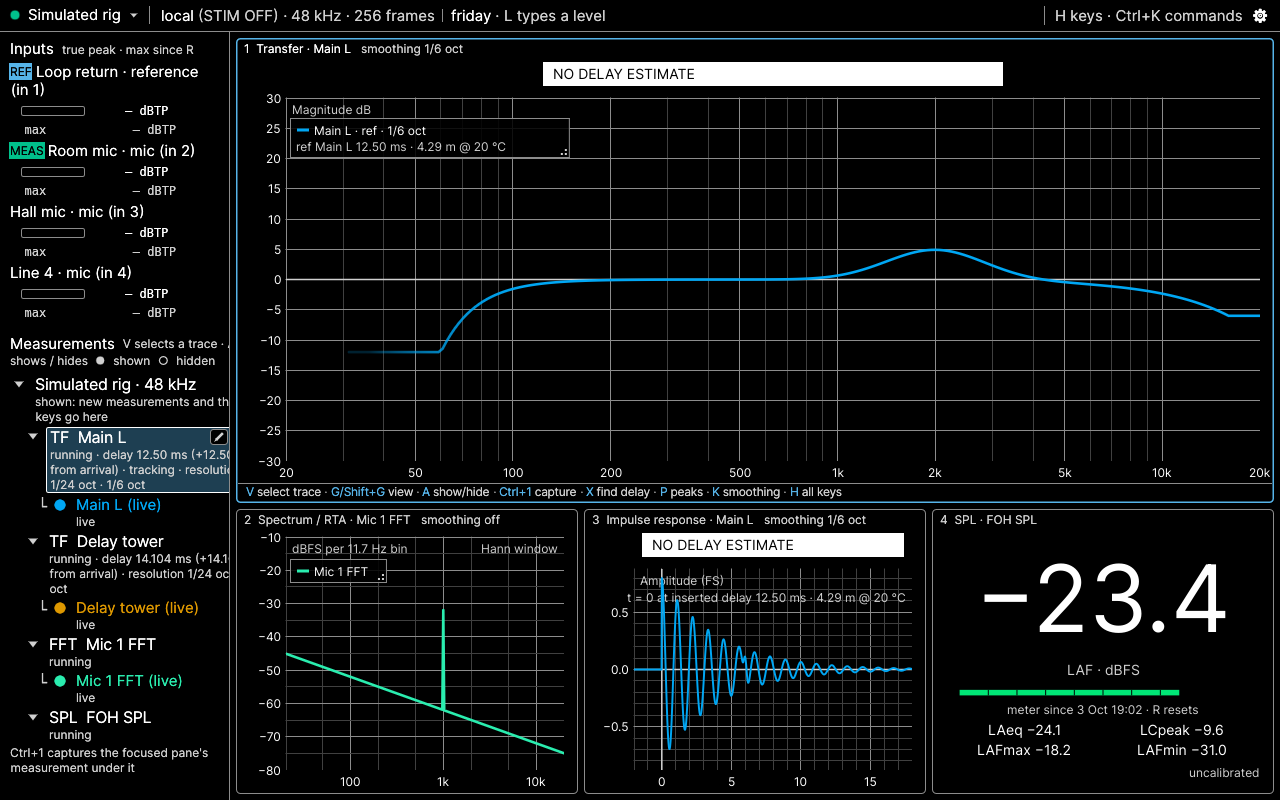 Simulated rig
local (STIM OFF) · 48 kHz · 256 frames
friday · L types a level
H keys · Ctrl+K commands
Inputs true peak · max since R
REF Loop return · reference
(in 1)
– dBTP
max – dBTP
MEAS Room mic · mic (in 2)
– dBTP
max – dBTP
Hall mic · mic (in 3)
– dBTP
max – dBTP
Line 4 · mic (in 4)
– dBTP
max – dBTP
Measurements V selects a trace ·
shows / hides shown hidden
Simulated rig · 48 kHz
shown: new measurements and th
keys go here
TF Main L
running · delay 12.50 ms (+12.50
from arrival) · tracking · resolutio
1/24 oct · 1/6 oct
Main L (live)
live
TF Delay tower
running · delay 14.104 ms (+14.1
from arrival) · resolution 1/24 oc
oct
Delay tower (live)
live
FFT Mic 1 FFT
running
Mic 1 FFT (live)
live
SPL FOH SPL
running
Ctrl+1 captures the focused pane's
measurement under it
1 Transfer · Main L smoothing 1/6 oct
NO DELAY ESTIMATE
Magnitude dB
Main L · ref · 1/6 oct
ref Main L 12.50 ms · 4.29 m @ 20 °C
30
25
20
15
10
5
0
−5
−10
−15
−20
−25
−30
20 50 100 200 500 1k 2k 5k 10k 20k
V select trace · G/Shift+G view · A show/hide · Ctrl+1 capture · X find delay · P peaks · K smoothing · H all keys
2 Spectrum / RTA · Mic 1 FFT smoothing off
dBFS per 11.7 Hz bin Hann window
Mic 1 FFT
−10
−20
−30
−40
−50
−60
−70
−80
100 1k 10k
3 Impulse response · Main L smoothing 1/6 oct
NO DELAY ESTIMATE
Amplitude (FS)
t = 0 at inserted delay 12.50 ms · 4.29 m @ 20 °C
0.5
0.0
−0.5
0 5 10 15
4 SPL · FOH SPL
−23.4
LAF · dBFS
meter since 3 Oct 19:02 · R resets
LAeq −24.1 LCpeak −9.6
LAFmax −18.2 LAFmin −31.0
uncalibrated